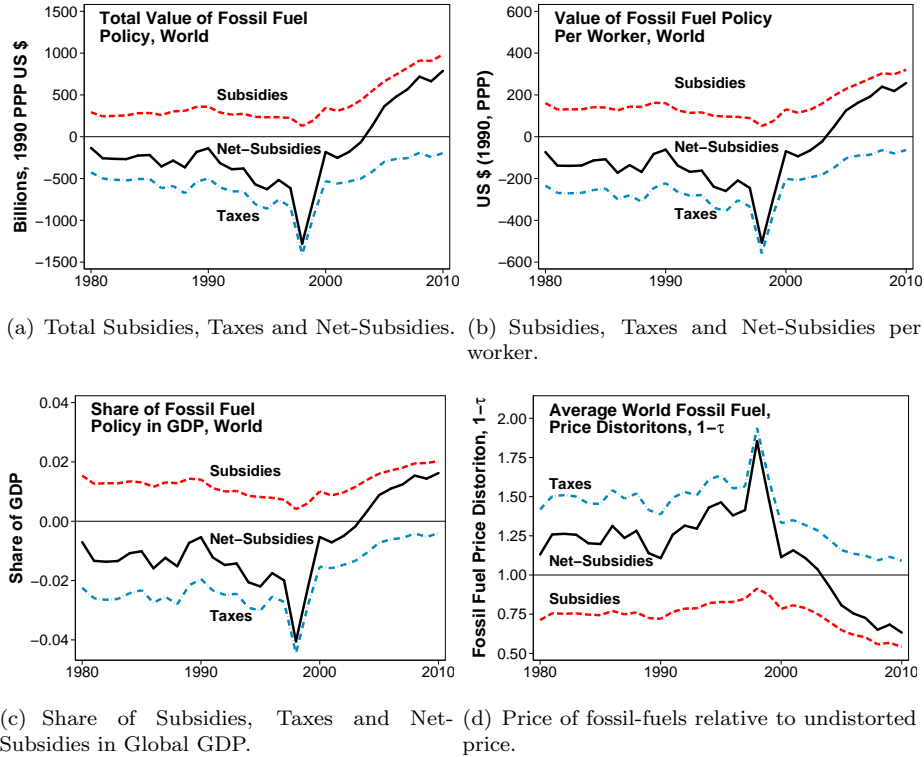 Total Value of Fossil Fuel
Policy, World
Billions, 1990 PPP US $
1000
500
0
−500
−1000
−1500
1500
Subsidies
Net−Subsidies
Taxes
1980
1990
2000
2010
(a) Total Subsidies, Taxes and Net-Subsidies.
Value of Fossil Fuel Policy
Per Worker, World
US $ (1990, PPP)
600
400
200
0
−200
−400
−600
Subsidies
Net−Subsidies
Taxes
1980
1990
2000
2010
(b) Subsidies, Taxes and Net-Subsidies per
worker.
Share of Fossil Fuel
Policy in GDP, World
Share of GDP
0.04
0.02
0.00
−0.02
−0.04
Subsidies
Net−Subsidies
Taxes
1980
1990
2000
2010
(c) Share of Subsidies, Taxes and Net-
Subsidies in Global GDP.
Average World Fossil Fuel,
Price Distoritons, 1−τ
Fossil Fuel Price Distoriton, 1−τ
2.00
1.75
1.50
1.25
1.00
0.75
0.50
Taxes
Net−Subsidies
Subsidies
1980
1990
2000
2010
(d) Price of fossil-fuels relative to undistorted
price.